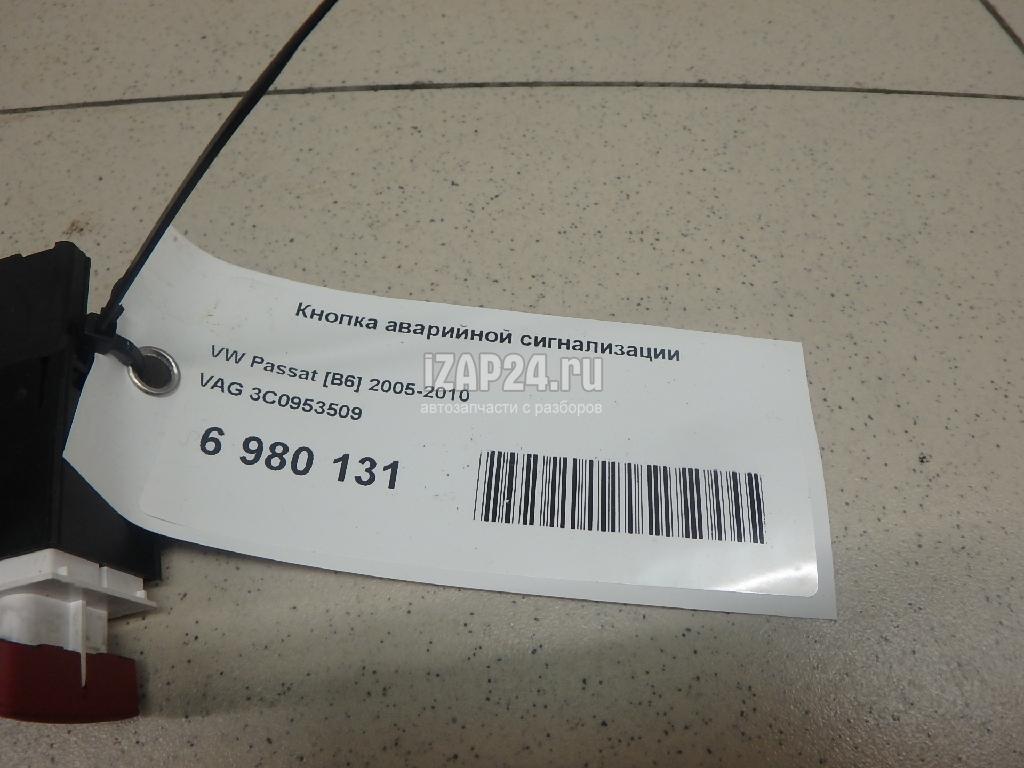 Кнопка аварийной сигнализации
VW Passat [B6] 2005-2010
VAG 3C0953509
6 980 131
iZAP24.ru
автозапчасти с разборов